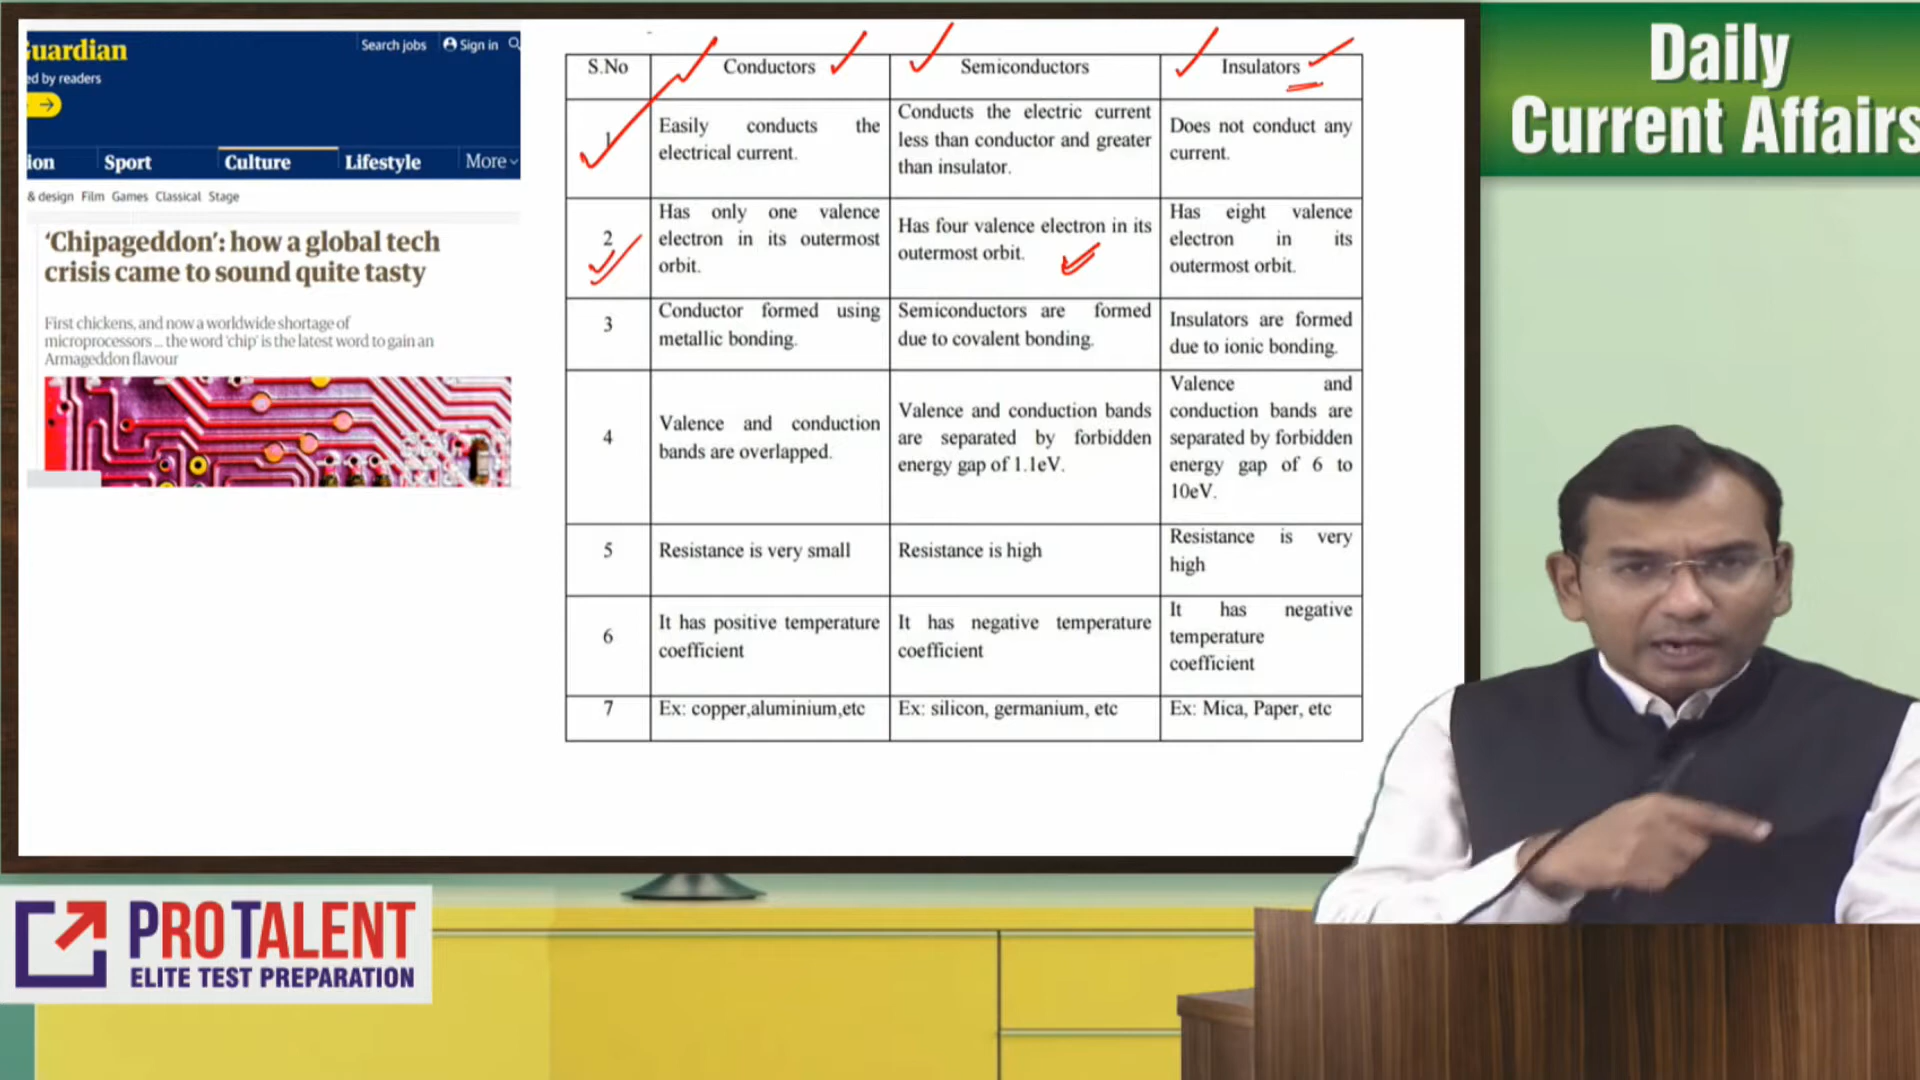 Guardian
ed by readers
Search jobs
Sign in
ion Sport Culture Lifestyle More
& design Film Games Classical Stage
‘Chipageddon’: how a global tech
crisis came to sound quite tasty
First chickens, and now a worldwide shortage of
microprocessors ... the word ‘chip’ is the latest word to gain an
Armageddon flavour
S.No
Conductors
Semiconductors
Insulators
1
Easily conducts the
electrical current.
Conducts the electric current
less than conductor and greater
than insulator.
Does not conduct any
current.
2
Has only one valence
electron in its outermost
orbit.
Has four valence electron in its
outermost orbit.
Has eight valence
electron in its
outermost orbit.
3
Conductor formed using
metallic bonding.
Semiconductors are formed
due to covalent bonding.
Insulators are formed
due to ionic bonding.
4
Valence and conduction
bands are overlapped.
Valence and conduction bands
are separated by forbidden
energy gap of 1.1eV.
Valence and
conduction bands are
separated by forbidden
energy gap of 6 to
10eV.
5
Resistance is very small
Resistance is high
Resistance is very
high
6
It has positive temperature
coefficient
It has negative temperature
coefficient
It has negative
temperature
coefficient
7
Ex: copper,aluminium,etc
Ex: silicon, germanium, etc
Ex: Mica, Paper, etc
Daily
Current Affairs
PROTALENT
ELITE TEST PREPARATION